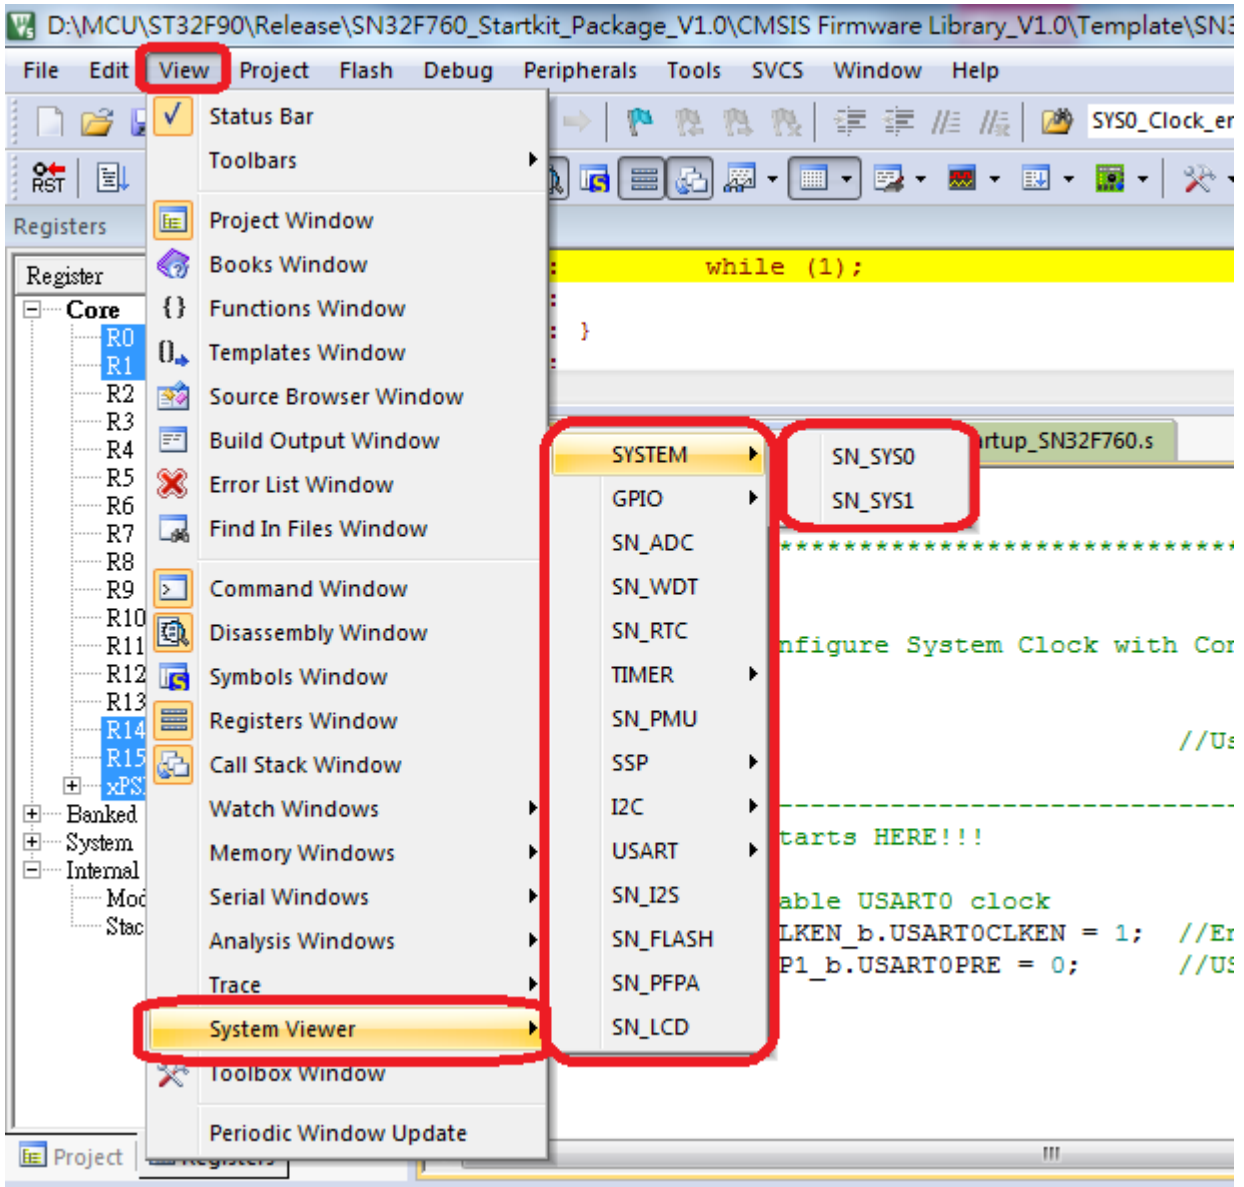 D:\MCU\ST32F90\Release\SN32F760_Startkit_Package_V1.0\CMSIS Firmware Library_V1.0\Template\SN3
File Edit View Project Flash Debug Peripherals Tools SVCS Window Help
SYS0_Clock_en
RST
Registers
Register
Core
R0
R1
R2
R3
R4
R5
R6
R7
R8
R9
R10
R11
R12
R13
R14
R15
xPS
Banked
System
Internal
Mod
Stac
Project
Registers
Status Bar
Toolbars
Project Window
Books Window
Functions Window
Templates Window
Source Browser Window
Build Output Window
Error List Window
Find In Files Window
Command Window
Disassembly Window
Symbols Window
Registers Window
Call Stack Window
Watch Windows
Memory Windows
Serial Windows
Analysis Windows
Trace
System Viewer
Toolbox Window
Periodic Window Update
SYSTEM
GPIO
SN_ADC
SN_WDT
SN_RTC
TIMER
SN_PMU
SSP
I2C
USART
SN_I2S
SN_FLASH
SN_PFPA
SN_LCD
SN_SYS0
SN_SYS1
: while (1);
:
: }
:
artup_SN32F760.s
*****************************
nfigure System Clock with Con
//Us
-----------------------------
tarts HERE!!!
able USART0 clock
LKEN_b.USART0CLKEN = 1; //En
P1_b.USART0PRE = 0; //US